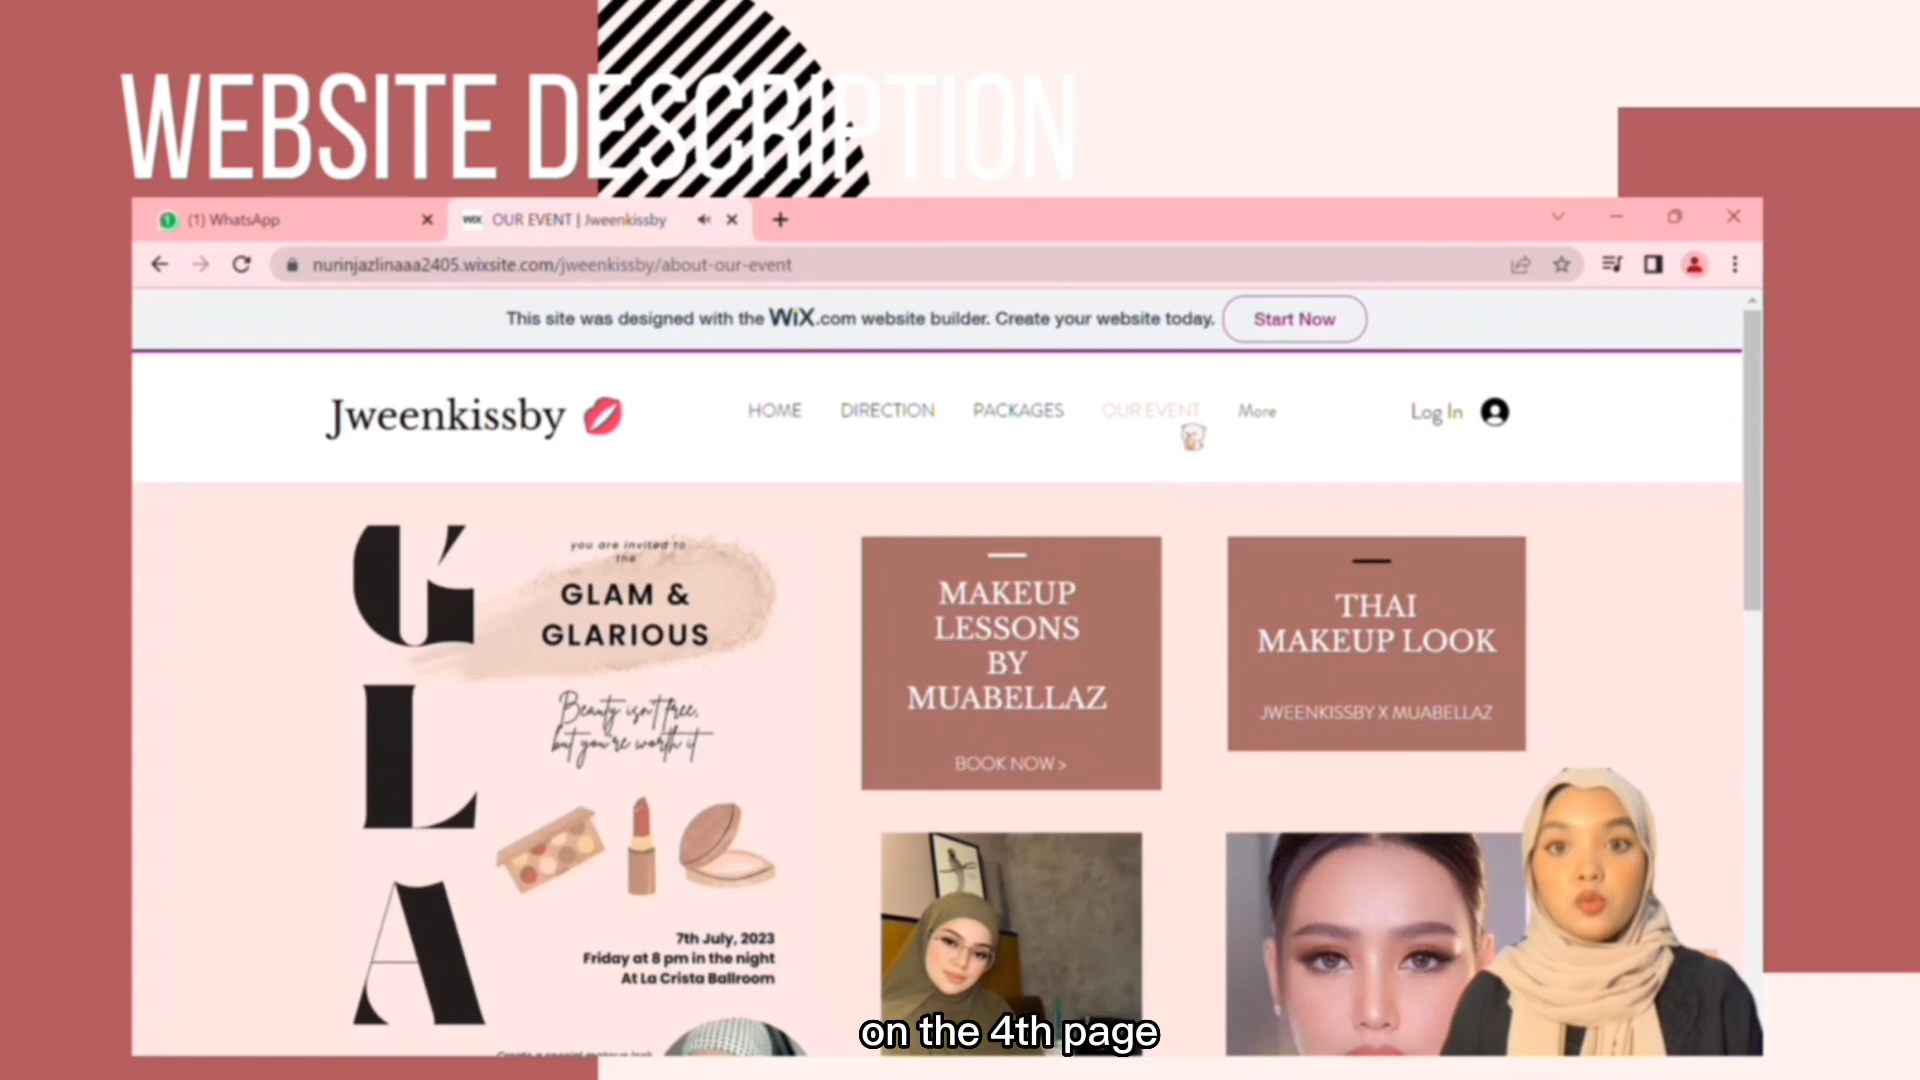 WEBSITE DESCRIPTION
(1) WhatsApp
WIX OUR EVENT | Jweenkissby
nurinjazlinaaa2405.wixsite.com/jweenkissby/about-our-event
This site was designed with the WiX.com website builder. Create your website today.
Start Now
Jweenkissby
HOME
DIRECTION
PACKAGES
OUR EVENT
More
Log In
G
L
A
you are invited to
the
GLAM &
GLARIOUS
Beauty isn't free,
but you're worth it
7th July, 2023
Friday at 8 pm in the night
At La Crista Ballroom
MAKEUP
LESSONS
BY
MUABELLAZ
BOOK NOW >
THAI
MAKEUP LOOK
JWEENKISSBY X MUABELLAZ
on the 4th page